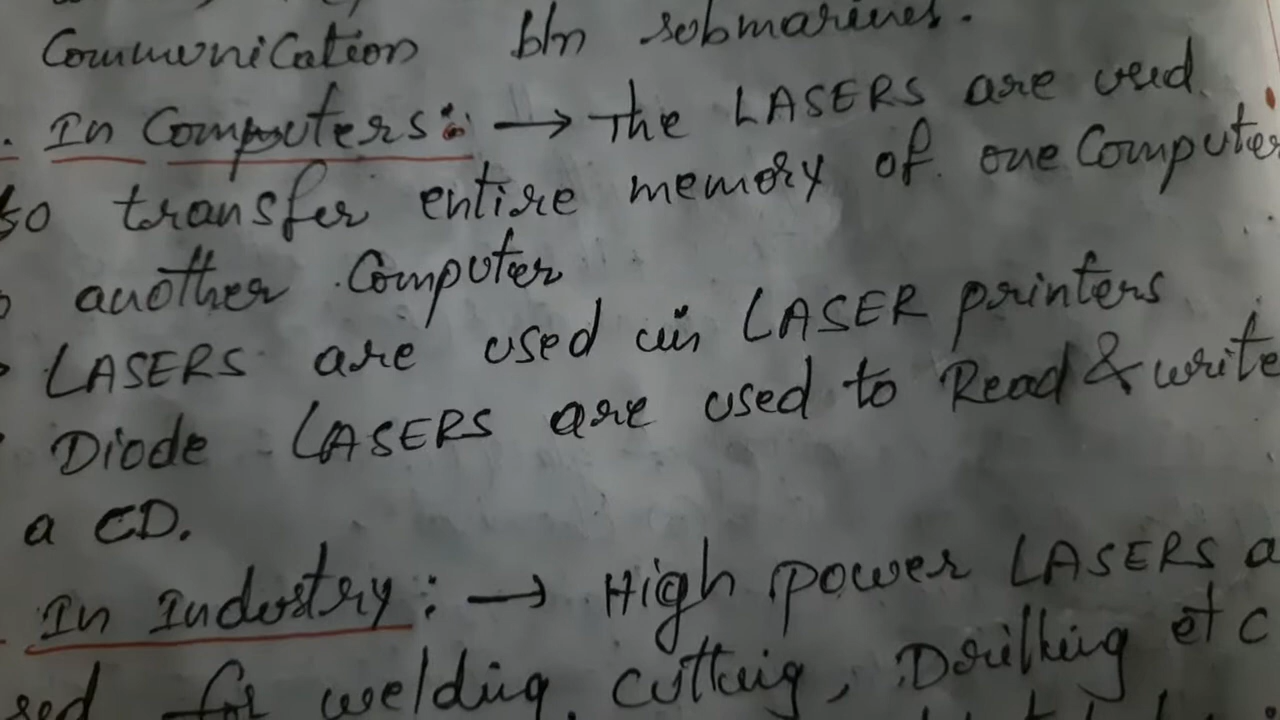 Communication b/n submarines.
. In Computers: → The LASERS are used
to transfer entire memory of one Computer
another Computer
LASERS are used in LASER printers
Diode LASERS are used to Read & write
a CD.
In Industry: → High power LASERS a
sed for welding, cutting, Drilling etc